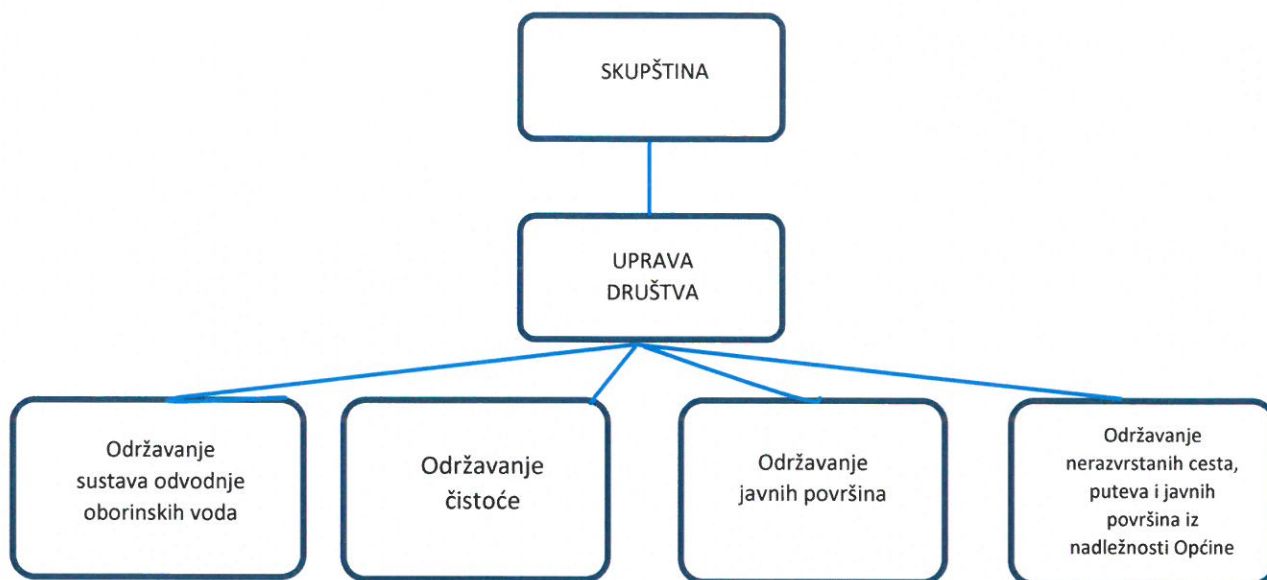 SKUPŠTINA
UPRAVA
DRUŠTVA
Održavanje
sustava odvodnje
oborinskih voda
Održavanje
čistoće
Održavanje
javnih površina
Održavanje
nerazvrstanih cesta,
puteva i javnih
površina iz
nadležnosti Općine